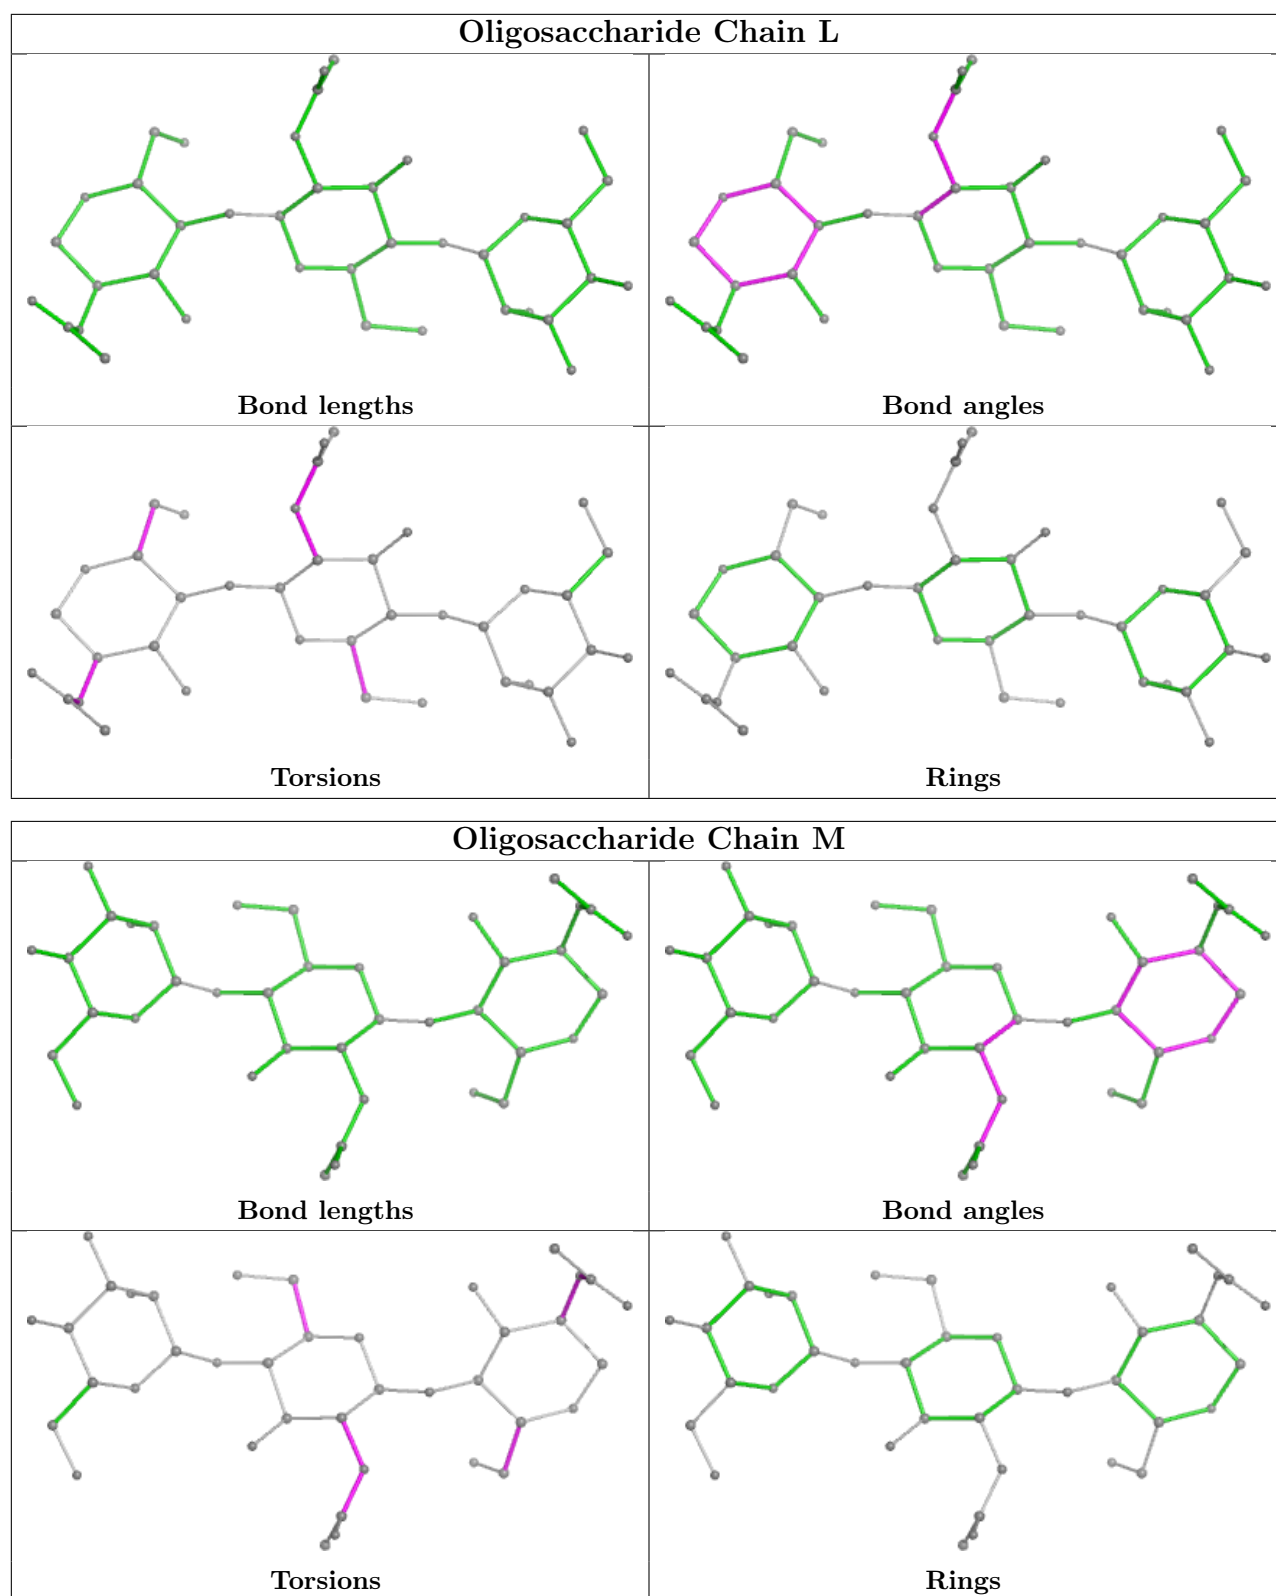 Oligosaccharide Chain L
Bond lengths
Bond angles
Torsions
Rings
Oligosaccharide Chain M
Bond lengths
Bond angles
Torsions
Rings